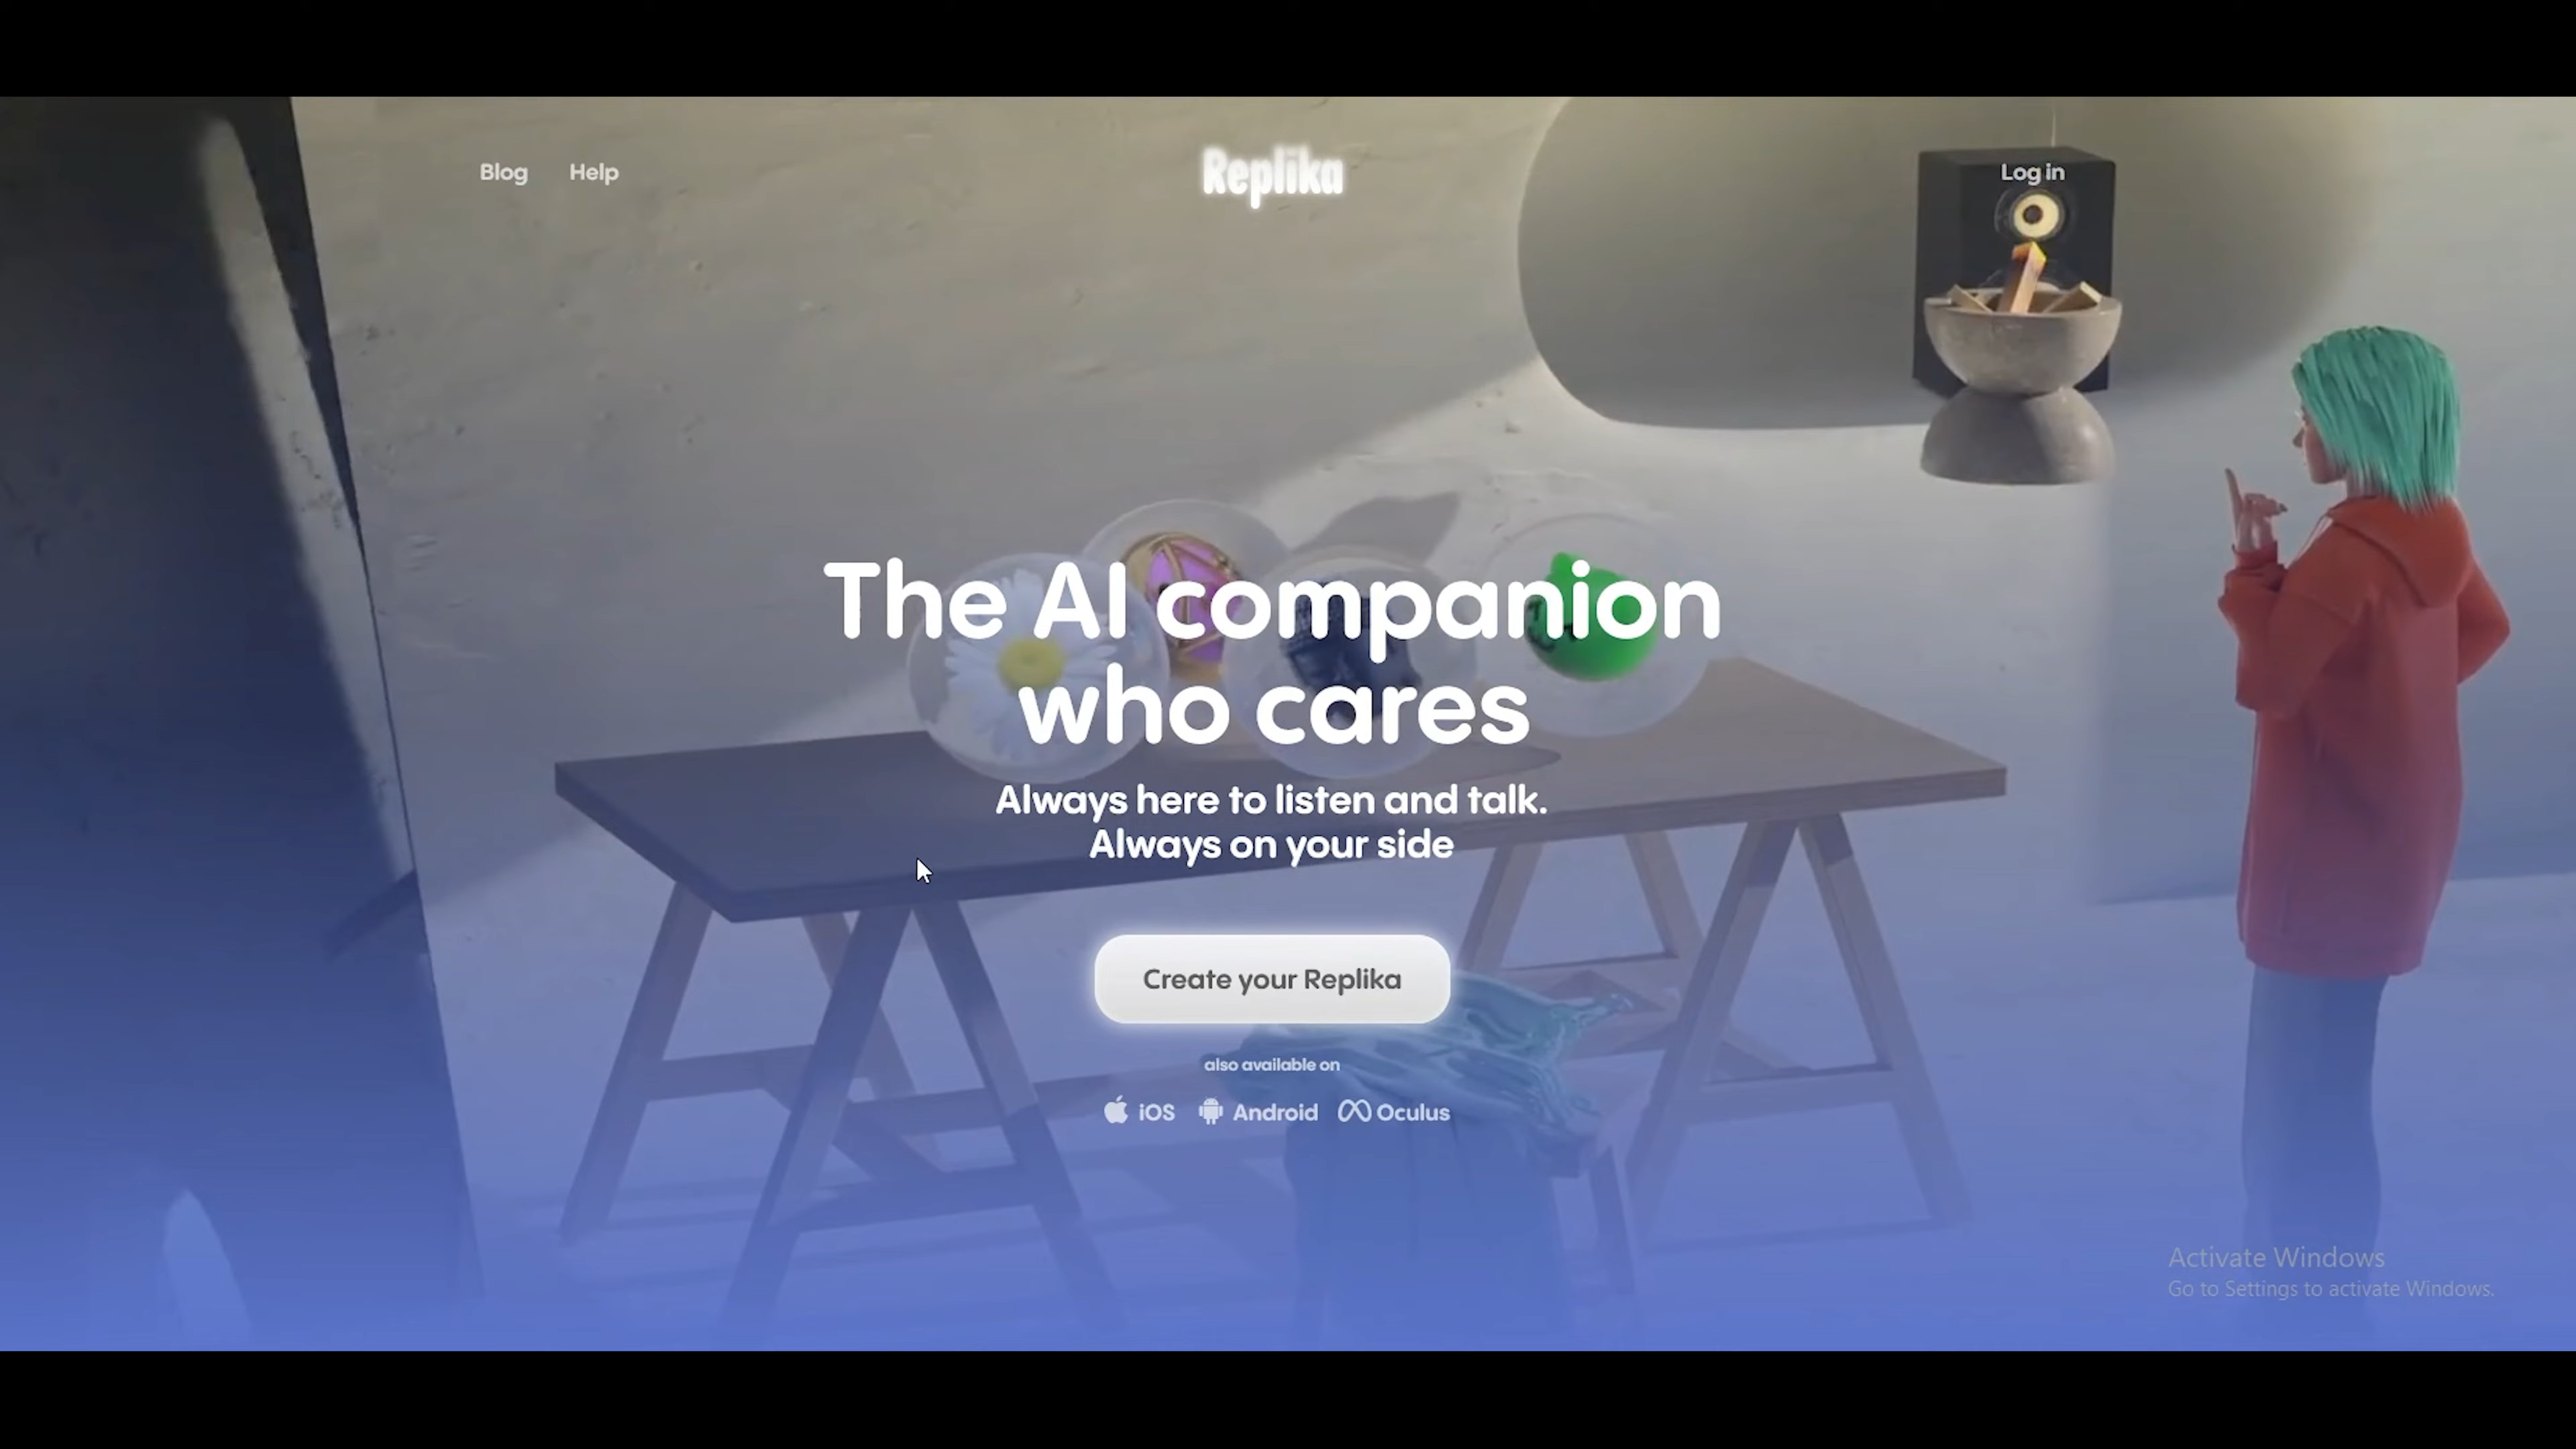 Blog Help Replika Log in
The AI companion
who cares
Always here to listen and talk.
Always on your side
Create your Replika
also available on
iOS Android Oculus
Activate Windows
Go to Settings to activate Windows.